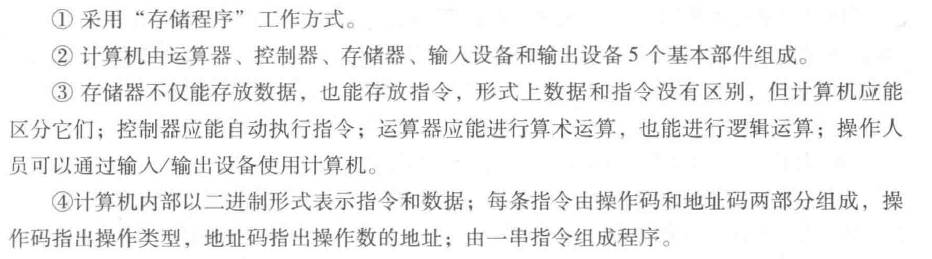 ① 采用“存储程序”工作方式。
② 计算机由运算器、控制器、存储器、输入设备和输出设备 5 个基本部件组成。
③ 存储器不仅能存放数据，也能存放指令，形式上数据和指令没有区别，但计算机应能
区分它们；控制器应能自动执行指令；运算器应能进行算术运算，也能进行逻辑运算；操作人
员可以通过输入/输出设备使用计算机。
④计算机内部以二进制形式表示指令和数据；每条指令由操作码和地址码两部分组成，操
作码指出操作类型，地址码指出操作数的地址；由一串指令组成程序。